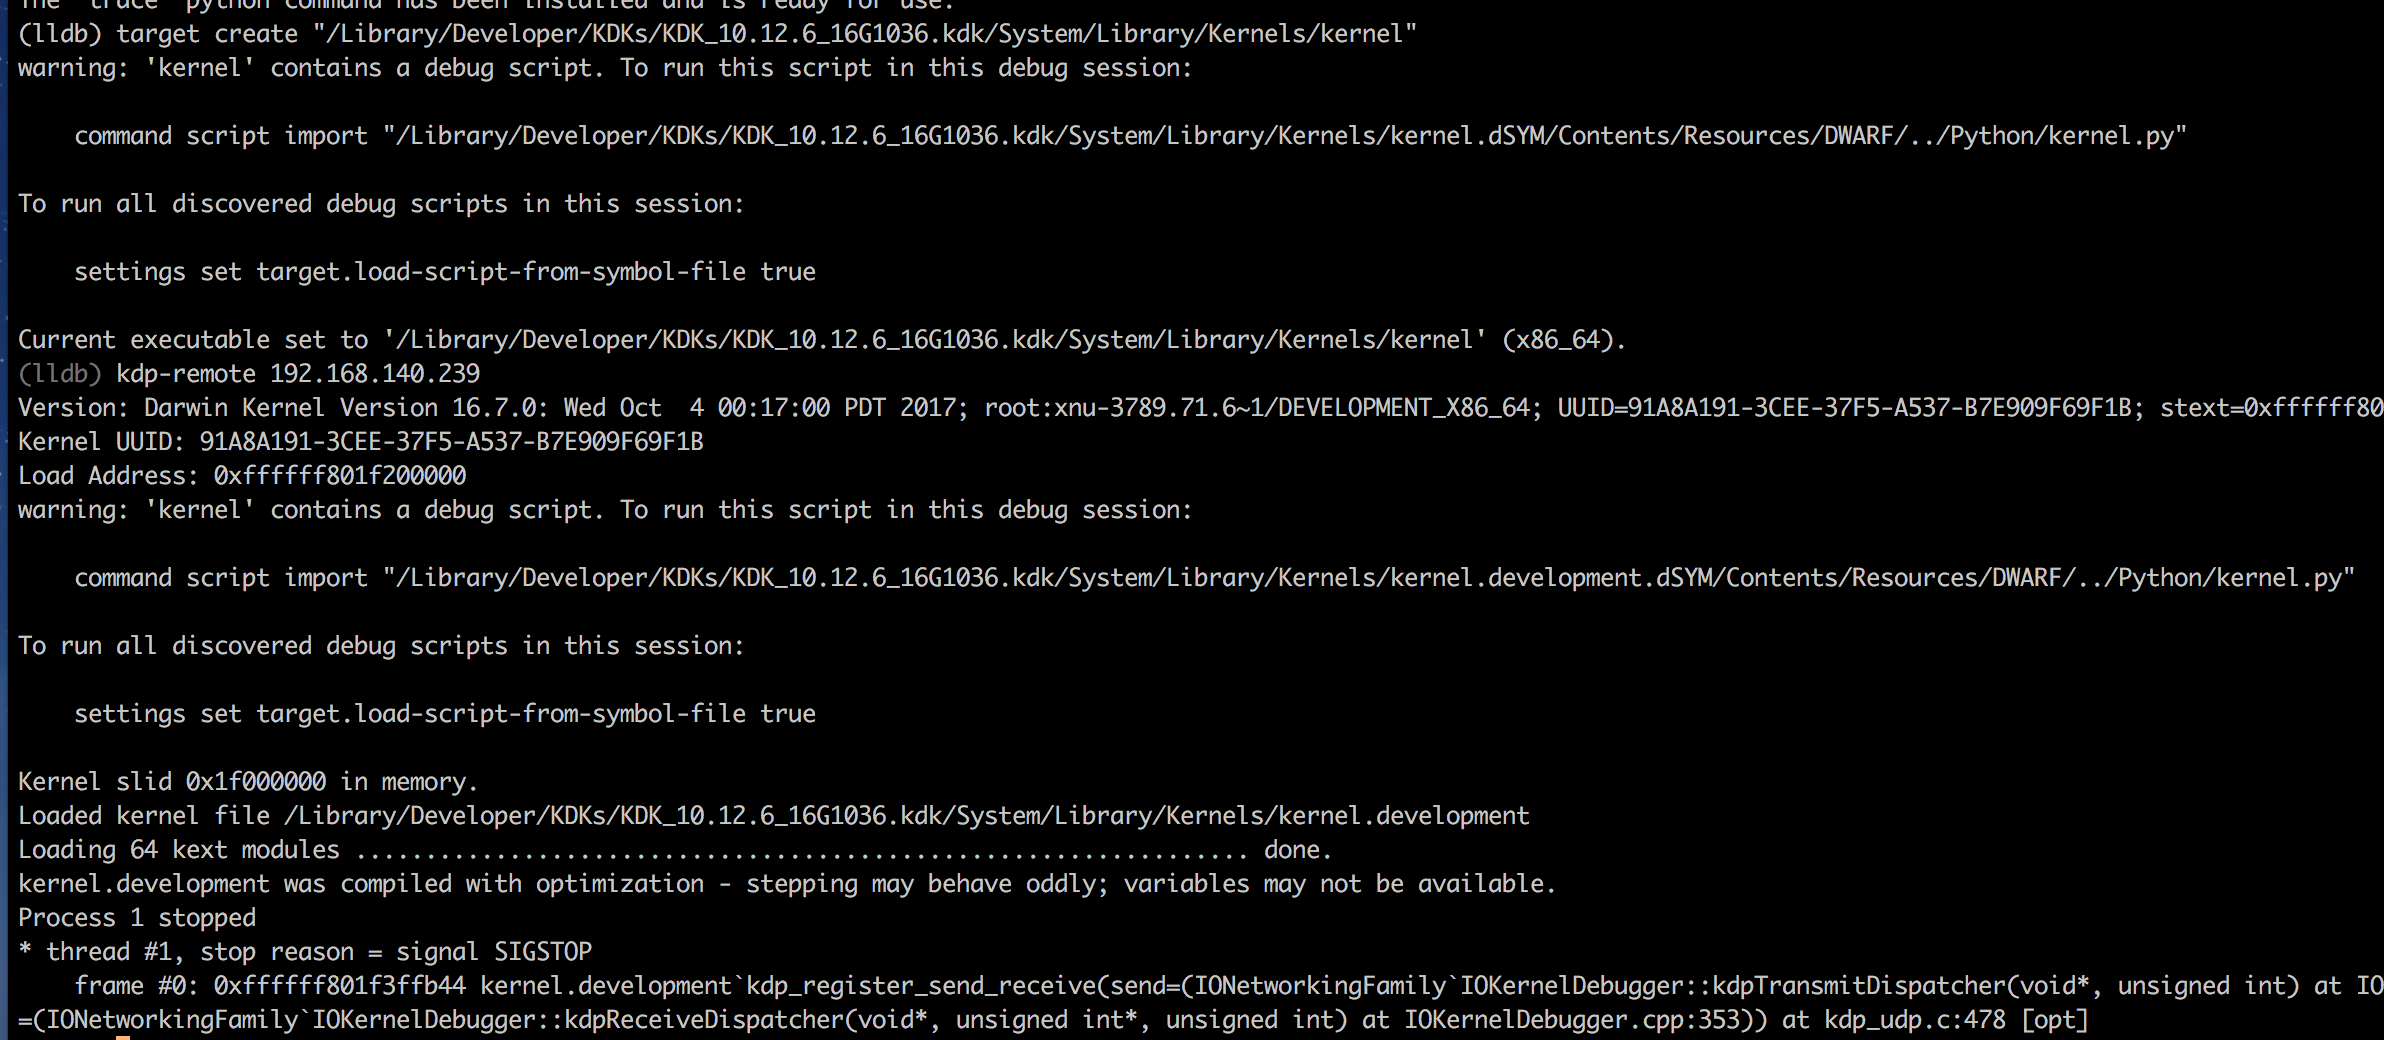 The 'trace' python command has been installed and is ready for use.
(lldb) target create "/Library/Developer/KDKs/KDK_10.12.6_16G1036.kdk/System/Library/Kernels/kernel"
warning: 'kernel' contains a debug script. To run this script in this debug session:
command script import "/Library/Developer/KDKs/KDK_10.12.6_16G1036.kdk/System/Library/Kernels/kernel.dSYM/Contents/Resources/DWARF/../Python/kernel.py"
To run all discovered debug scripts in this session:
settings set target.load-script-from-symbol-file true
Current executable set to '/Library/Developer/KDKs/KDK_10.12.6_16G1036.kdk/System/Library/Kernels/kernel' (x86_64).
(lldb) kdp-remote 192.168.140.239
Version: Darwin Kernel Version 16.7.0: Wed Oct  4 00:17:00 PDT 2017; root:xnu-3789.71.6~1/DEVELOPMENT_X86_64; UUID=91A8A191-3CEE-37F5-A537-B7E909F69F1B; stext=0xffffff80
Kernel UUID: 91A8A191-3CEE-37F5-A537-B7E909F69F1B
Load Address: 0xffffff801f200000
warning: 'kernel' contains a debug script. To run this script in this debug session:
command script import "/Library/Developer/KDKs/KDK_10.12.6_16G1036.kdk/System/Library/Kernels/kernel.development.dSYM/Contents/Resources/DWARF/../Python/kernel.py"
To run all discovered debug scripts in this session:
settings set target.load-script-from-symbol-file true
Kernel slid 0x1f000000 in memory.
Loaded kernel file /Library/Developer/KDKs/KDK_10.12.6_16G1036.kdk/System/Library/Kernels/kernel.development
Loading 64 kext modules ................................................................ done.
kernel.development was compiled with optimization - stepping may behave oddly; variables may not be available.
Process 1 stopped
* thread #1, stop reason = signal SIGSTOP
frame #0: 0xffffff801f3ffb44 kernel.development`kdp_register_send_receive(send=(IONetworkingFamily`IOKernelDebugger::kdpTransmitDispatcher(void*, unsigned int) at IO
=(IONetworkingFamily`IOKernelDebugger::kdpReceiveDispatcher(void*, unsigned int*, unsigned int) at IOKernelDebugger.cpp:353)) at kdp_udp.c:478 [opt]